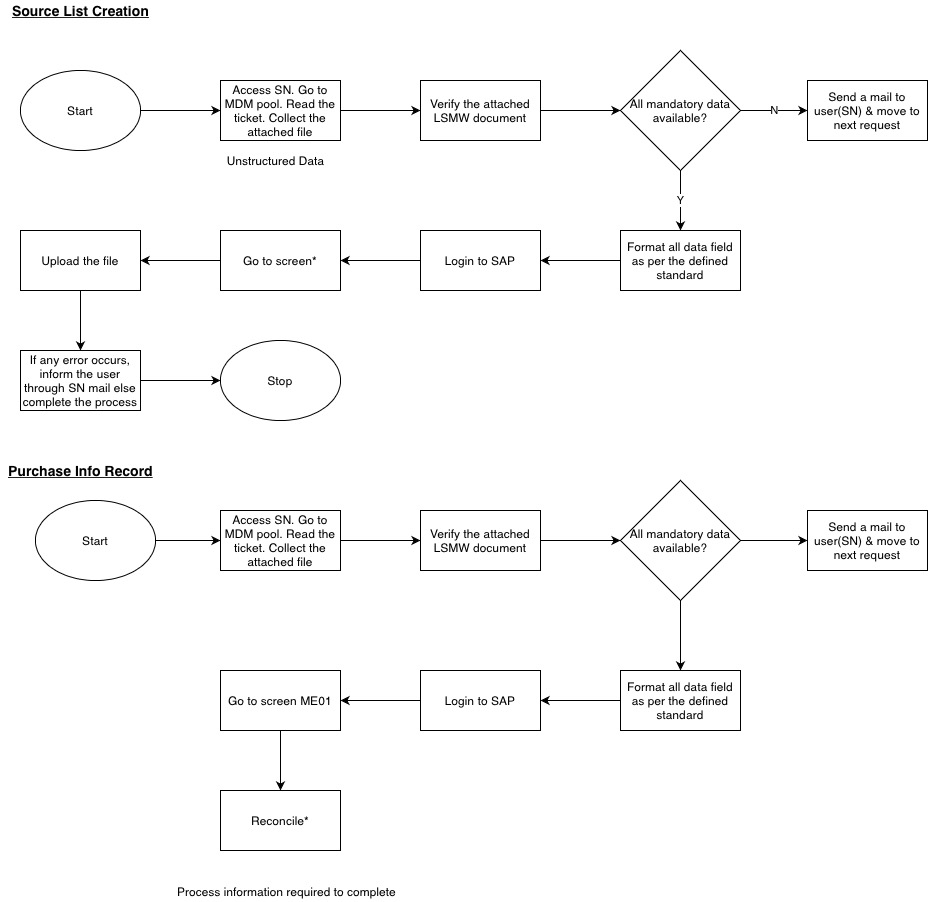 Source List Creation
Start
Access SN. Go to
MDM pool. Read the
ticket. Collect the
attached file
Unstructured Data
Verify the attached
LSMW document
All mandatory data
available?
N
Send a mail to
user(SN) & move to
next request
Y
Format all data field
as per the defined
standard
Login to SAP
Go to screen*
Upload the file
If any error occurs,
inform the user
through SN mail else
complete the process
Stop
Purchase Info Record
Start
Access SN. Go to
MDM pool. Read the
ticket. Collect the
attached file
Verify the attached
LSMW document
All mandatory data
available?
Send a mail to
user(SN) & move to
next request
Format all data field
as per the defined
standard
Login to SAP
Go to screen ME01
Reconcile*
Process information required to complete